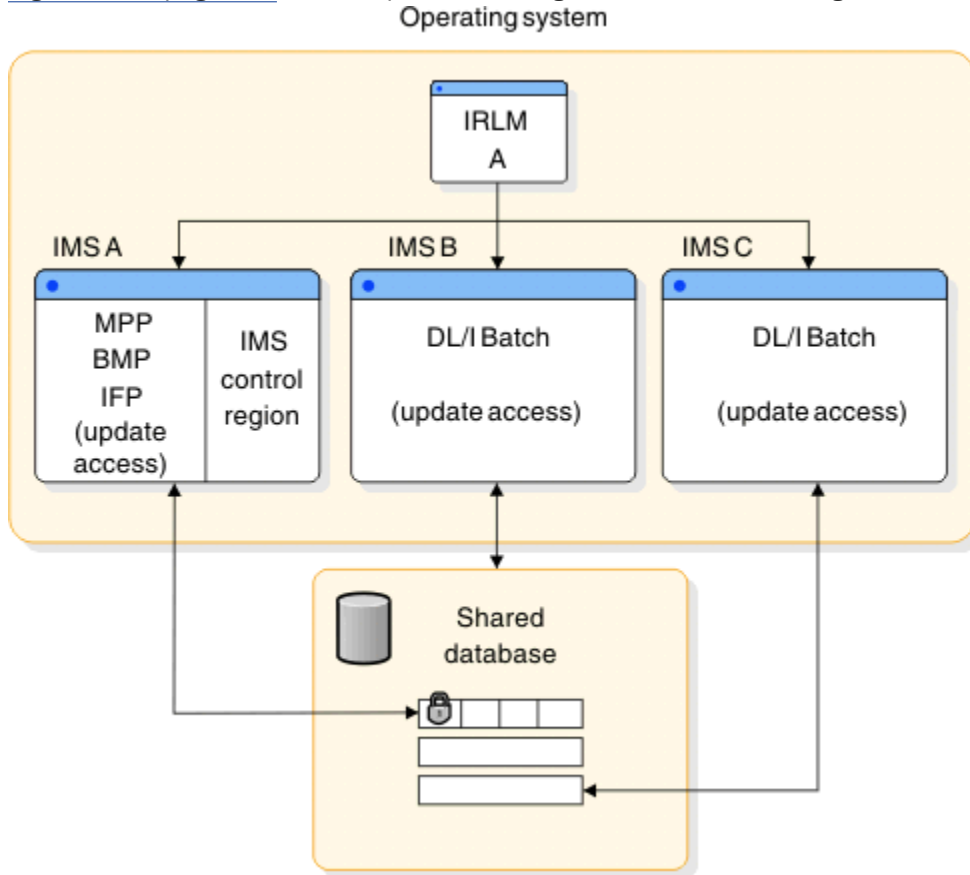 Operating system
IRLM
A
IMS A
IMS B
IMS C
MPP
BMP
IFP
(update
access)
IMS
control
region
DL/I Batch
(update access)
DL/I Batch
(update access)
Shared
database